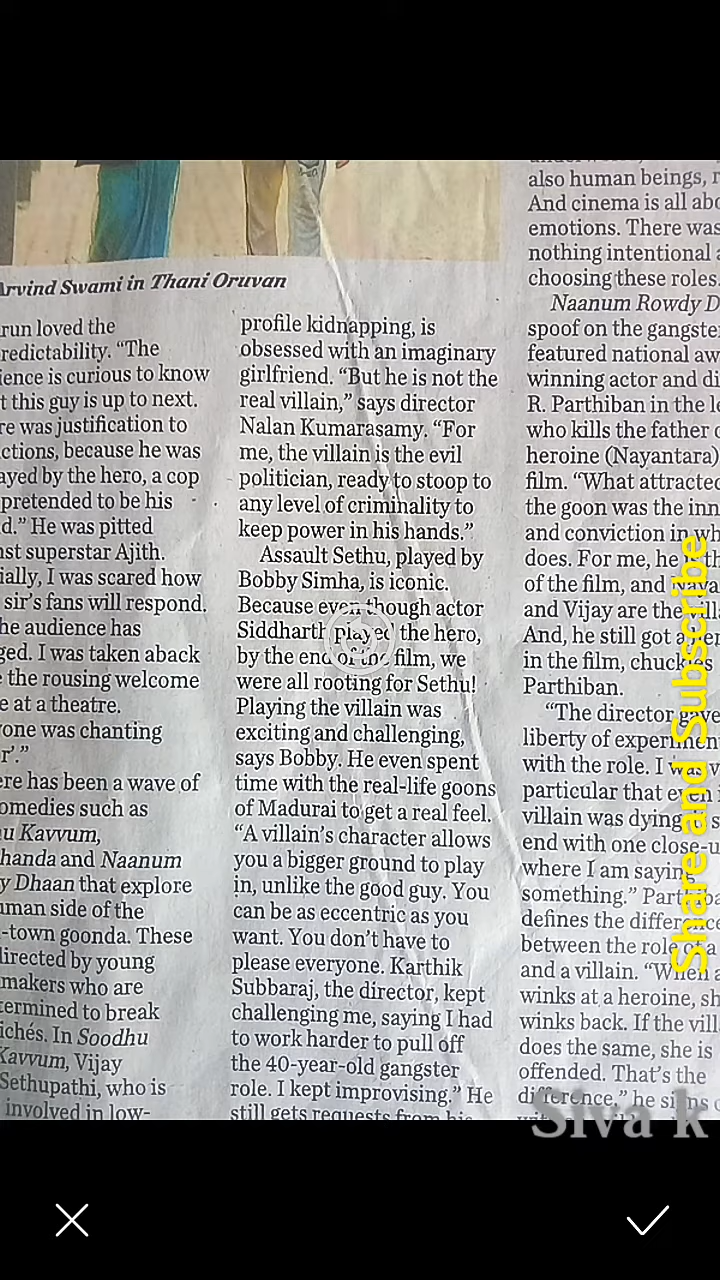 Arvind Swami in Thani Oruvan
run loved the
redictability. "The
ience is curious to know
t this guy is up to next.
re was justification to
ctions, because he was
ayed by the hero, a cop
pretended to be his
d." He was pitted
nst superstar Ajith.
ially, I was scared how
sir's fans will respond.
he audience has
ged. I was taken aback
the rousing welcome
e at a theatre.
one was chanting
r'."
ere has been a wave of
omedies such as
u Kavvum,
handa and Naanum
y Dhaan that explore
uman side of the
-town goonda. These
directed by young
makers who are
termined to break
ichés. In Soodhu
Kavvum, Vijay
Sethupathi, who is
involved in low-
profile kidnapping, is
obsessed with an imaginary
girlfriend. "But he is not the
real villain," says director
Nalan Kumarasamy. "For
me, the villain is the evil
politician, ready to stoop to
any level of criminality to
keep power in his hands."
Assault Sethu, played by
Bobby Simha, is iconic.
Because even though actor
Siddharth played the hero,
by the end of the film, we
were all rooting for Sethu!
Playing the villain was
exciting and challenging,
says Bobby. He even spent
time with the real-life goons
of Madurai to get a real feel.
"A villain's character allows
you a bigger ground to play
in, unlike the good guy. You
can be as eccentric as you
want. You don't have to
please everyone. Karthik
Subbaraj, the director, kept
challenging me, saying I had
to work harder to pull off
the 40-year-old gangster
role. I kept improvising." He
still gets requests from his
also human beings, r
And cinema is all abo
emotions. There was
nothing intentional a
choosing these roles.
Naanum Rowdy D
spoof on the gangste
featured national aw
winning actor and di
R. Parthiban in the le
who kills the father o
heroine (Nayantara)
film. "What attracted
the goon was the inn
and conviction in wh
does. For me, he
of the film, and
and Vijay are the
And, he still got a
in the film, chuckles
Parthiban.
"The director gave
liberty of experiment
with the role. I was v
particular that even i
villain was dying
end with one close-u
where I am saying
something." Parthiba
defines the difference
between the role of a
and a villain. "When a
winks at a heroine, sh
winks back. If the vill
does the same, she is
offended. That's the
difference," he signs o
Share and Subscribe
Siva k